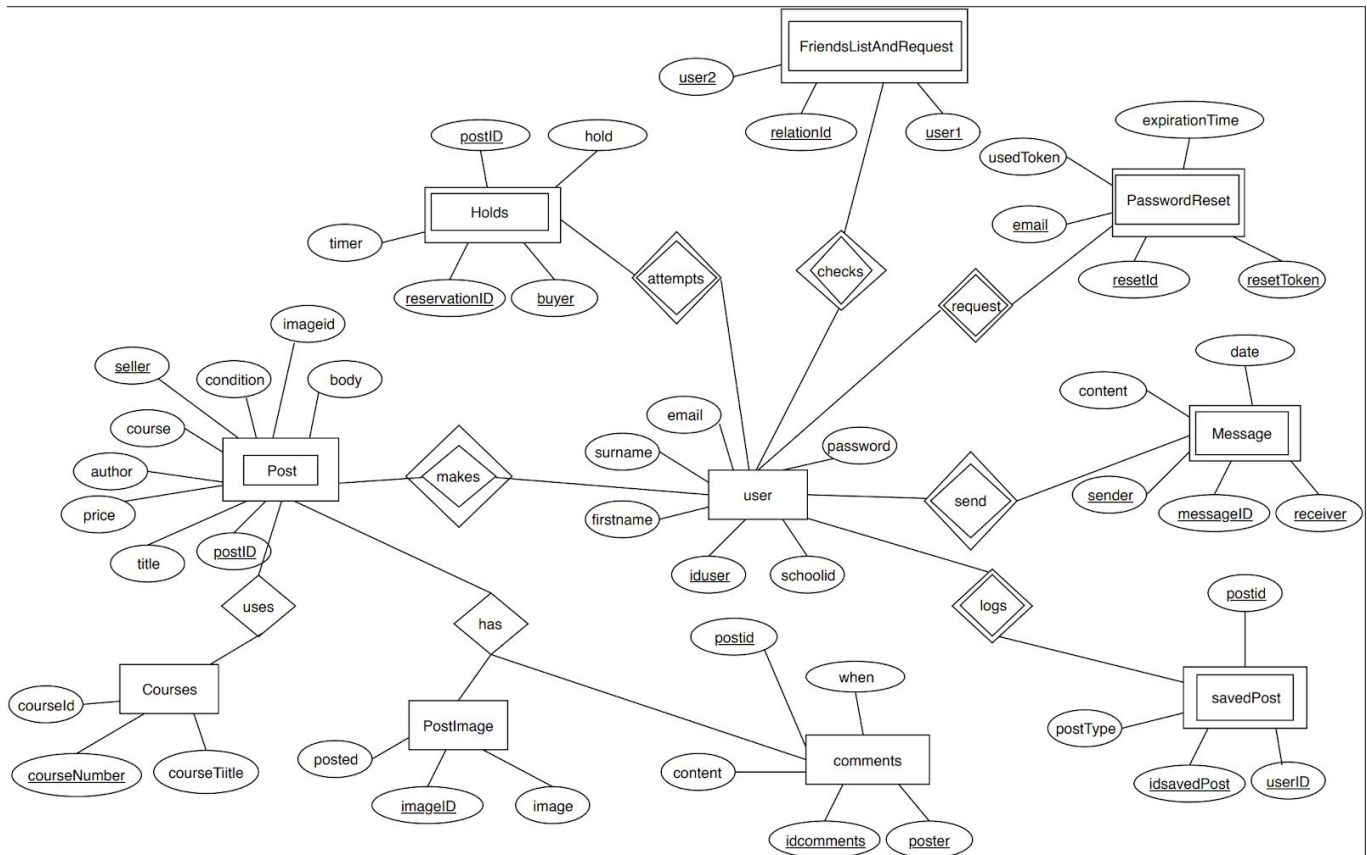 FriendsListAndRequest
user2
relationId
user1
expirationTime
usedToken
PasswordReset
email
resetId
resetToken
postID
hold
Holds
timer
reservationID
buyer
attempts
checks
request
imageid
seller
condition
body
course
Post
author
price
title
postID
makes
email
surname
password
user
firstname
iduser
schoolid
date
content
Message
send
sender
messageID
receiver
uses
has
logs
postid
savedPost
postType
idsavedPost
userID
Courses
courseId
courseNumber
courseTiitle
PostImage
posted
imageID
image
postid
when
comments
content
idcomments
poster